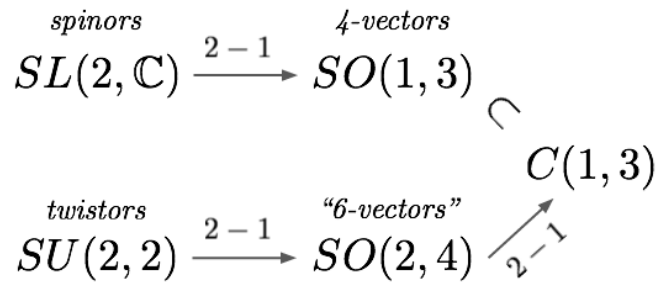 spinors 4-vectors
SL(2, ℂ) 2 − 1 SO(1, 3)
∩
C(1, 3)
twistors “6-vectors”
SU(2, 2) 2 − 1 SO(2, 4) 2 − 1